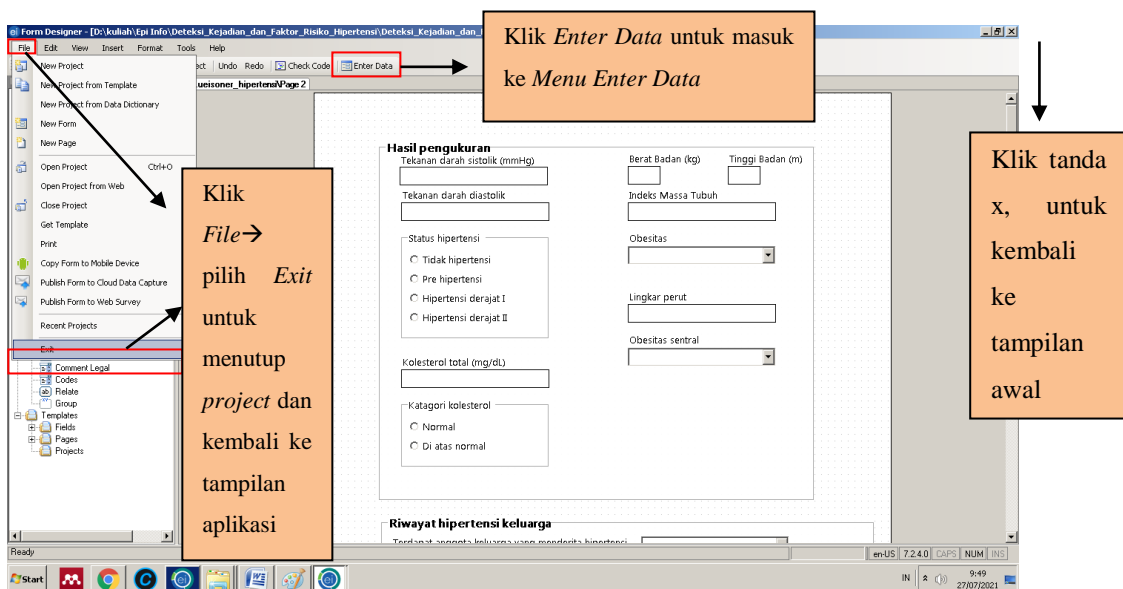 Form Designer - [D:\kuliah\Epi Info\Deteksi_Kejadian_dan_Faktor_Risiko_Hipertensi\Deteksi_Kejadian_dan_
File Edit View Insert Format Tools Help
Undo Redo Check Code Enter Data
Klik Enter Data untuk masuk
ke Menu Enter Data
ueisoner_hipertensi\Page 2
New Project
New Project from Template
New Project from Data Dictionary
New Form
New Page
Open Project Ctrl+O
Open Project from Web
Close Project
Get Template
Print
Copy Form to Mobile Device
Publish Form to Cloud Data Capture
Publish Form to Web Survey
Recent Projects
Exit
Comment Legal
Codes
Relate
Group
Templates
Fields
Pages
Projects
Klik
File→
pilih Exit
untuk
menutup
project dan
kembali ke
tampilan
aplikasi
Hasil pengukuran
Tekanan darah sistolik (mmHg)
Berat Badan (kg) Tinggi Badan (m)
Tekanan darah diastolik
Indeks Massa Tubuh
Status hipertensi
Tidak hipertensi
Pre hipertensi
Hipertensi derajat I
Hipertensi derajat II
Obesitas
Lingkar perut
Obesitas sentral
Kolesterol total (mg/dL)
Katagori kolesterol
Normal
Di atas normal
Riwayat hipertensi keluarga
Terdapat anggota keluarga yang menderita hipertensi
Klik tanda
x, untuk
kembali
ke
tampilan
awal
Ready
en-US 7.2.4.0 CAPS NUM INS
Start
IN
9:49
27/07/2021